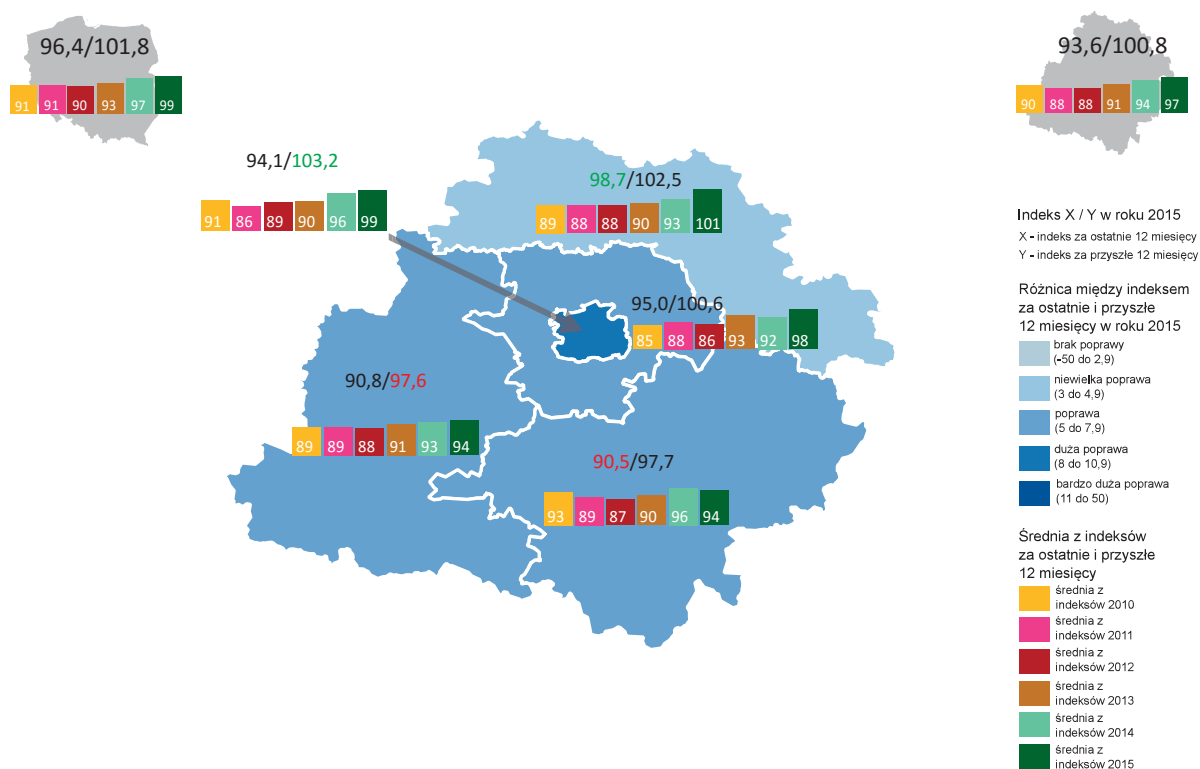 96,4/101,8
91 91 90 93 97 99
93,6/100,8
90 88 88 91 94 97
94,1/103,2
91 86 89 90 96 99
98,7/102,5
89 88 88 90 93 101
95,0/100,6
85 88 86 93 92 98
90,8/97,6
89 89 88 91 93 94
90,5/97,7
93 89 87 90 96 94
Indeks X / Y w roku 2015
X - indeks za ostatnie 12 miesięcy
Y - indeks za przyszłe 12 miesięcy
Różnica między indeksem
za ostatnie i przyszłe
12 miesięcy w roku 2015
brak poprawy
(-50 do 2,9)
niewielka poprawa
(3 do 4,9)
poprawa
(5 do 7,9)
duża poprawa
(8 do 10,9)
bardzo duża poprawa
(11 do 50)
Średnia z indeksów
za ostatnie i przyszłe
12 miesięcy
średnia z
indeksów 2010
średnia z
indeksów 2011
średnia z
indeksów 2012
średnia z
indeksów 2013
średnia z
indeksów 2014
średnia z
indeksów 2015